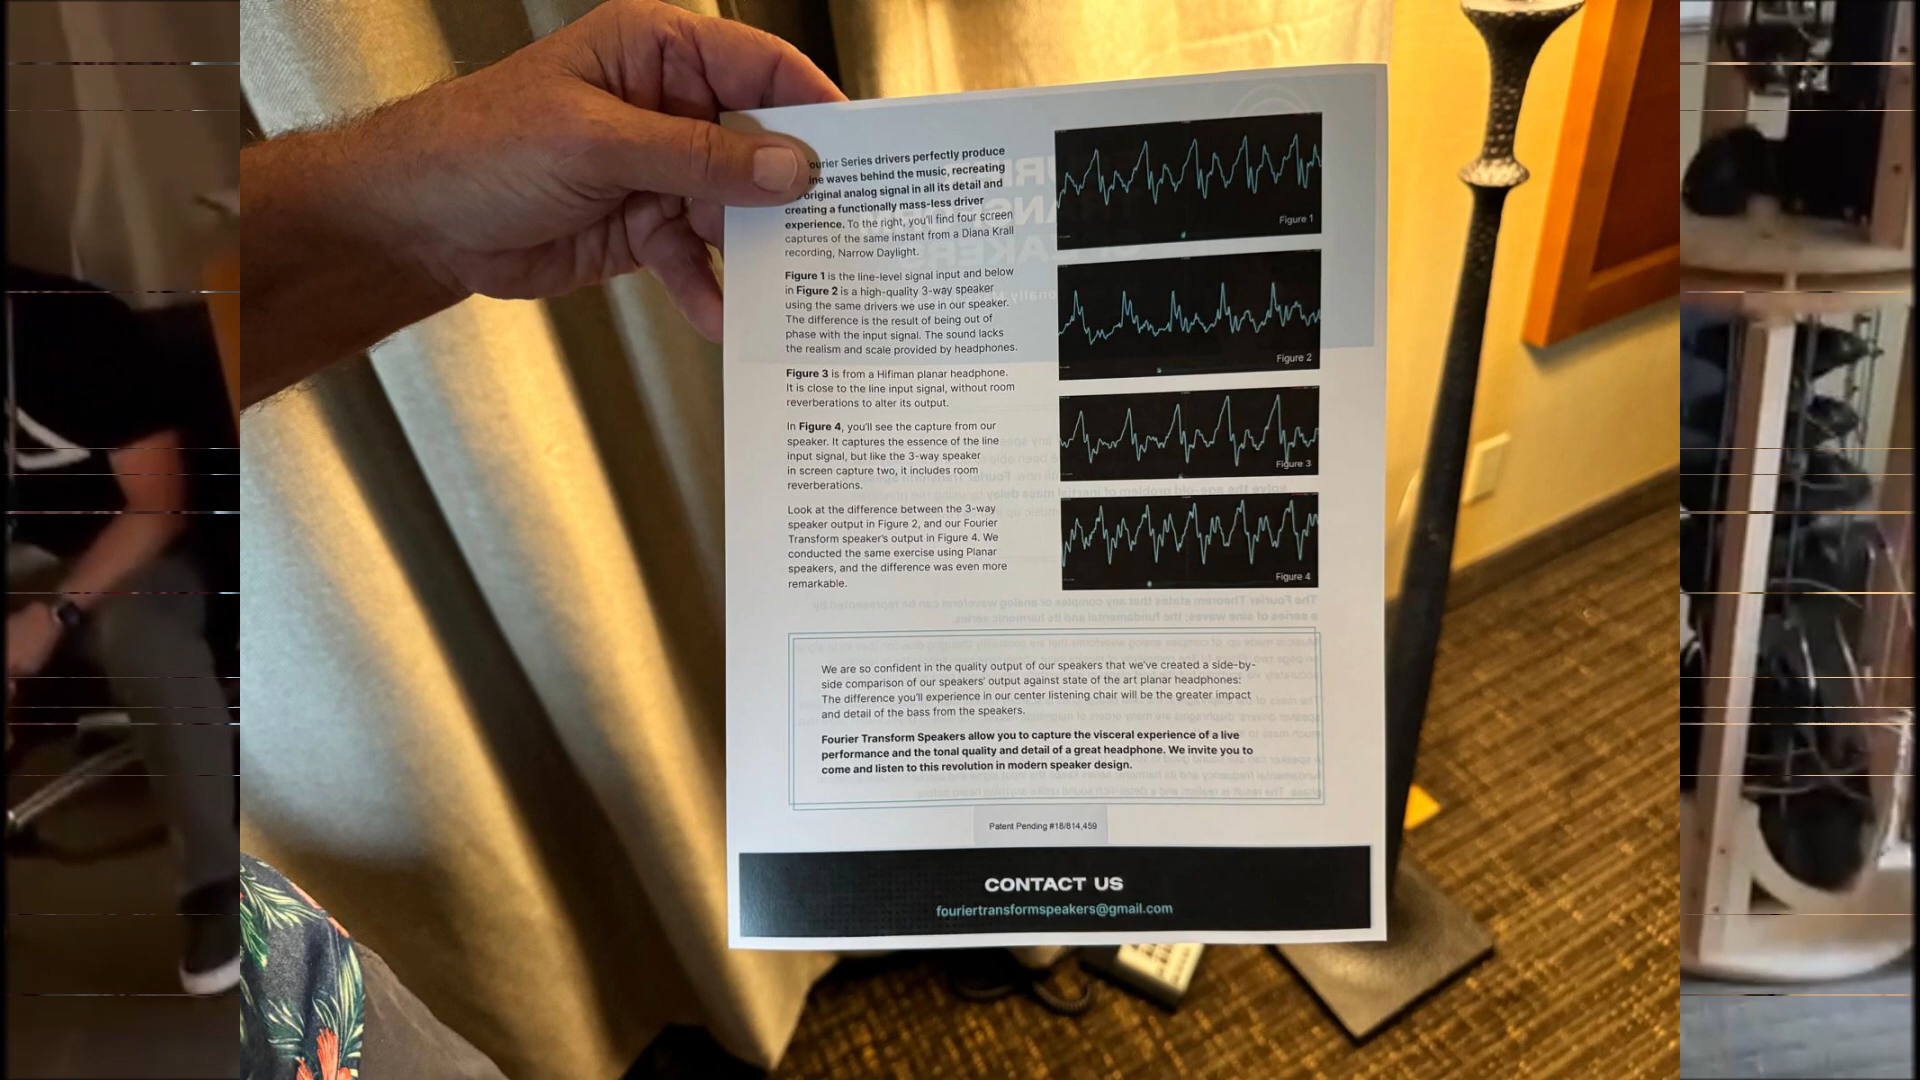 ourier Series drivers perfectly produce
ine waves behind the music, recreating
original analog signal in all its detail and
creating a functionally mass-less driver
experience. To the right, you'll find four screen
captures of the same instant from a Diana Krall
recording, Narrow Daylight.
Figure 1 is the line-level signal input and below
in Figure 2 is a high-quality 3-way speaker
using the same drivers we use in our speaker.
The difference is the result of being out of
phase with the input signal. The sound lacks
the realism and scale provided by headphones.
Figure 3 is from a Hifiman planar headphone.
It is close to the line input signal, without room
reverberations to alter its output.
In Figure 4, you'll see the capture from our
speaker. It captures the essence of the line
input signal, but like the 3-way speaker
in screen capture two, it includes room
reverberations.
Look at the difference between the 3-way
speaker output in Figure 2, and our Fourier
Transform speaker's output in Figure 4. We
conducted the same exercise using Planar
speakers, and the difference was even more
remarkable.
Figure 1
Figure 2
Figure 3
Figure 4
We are so confident in the quality output of our speakers that we've created a side-by-
side comparison of our speakers' output against state of the art planar headphones:
The difference you'll experience in our center listening chair will be the greater impact
and detail of the bass from the speakers.
Fourier Transform Speakers allow you to capture the visceral experience of a live
performance and the tonal quality and detail of a great headphone. We invite you to
come and listen to this revolution in modern speaker design.
Patent Pending #18/614,459
CONTACT US
fouriertransformspeakers@gmail.com